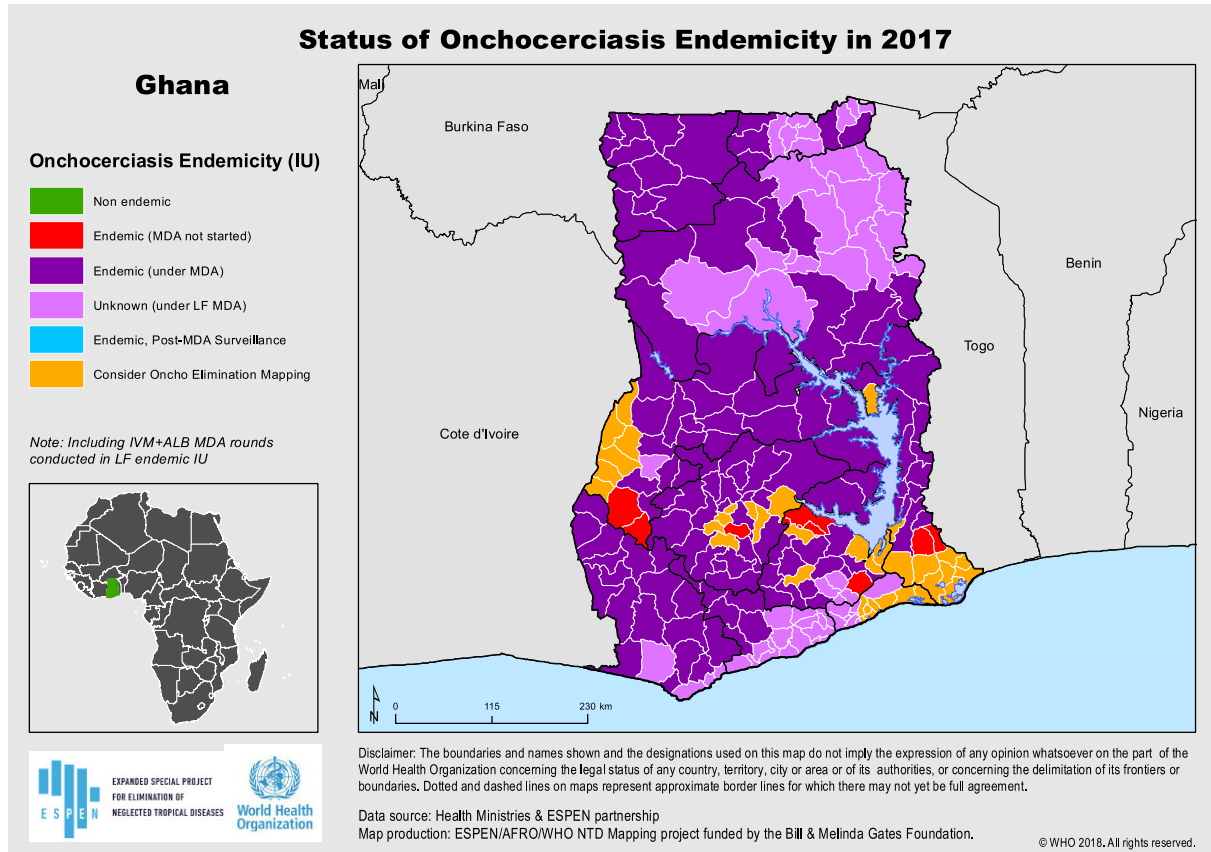 Status of Onchocerciasis Endemicity in 2017
Ghana
Onchocerciasis Endemicity (IU)
Non endemic
Endemic (MDA not started)
Endemic (under MDA)
Unknown (under LF MDA)
Endemic, Post-MDA Surveillance
Consider Oncho Elimination Mapping
Note: Including IVM+ALB MDA rounds
conducted in LF endemic IU
Mali
Burkina Faso
Benin
Togo
Nigeria
Cote d'Ivoire
N
0 115 230 km
ESPEN
EXPANDED SPECIAL PROJECT
FOR ELIMINATION OF
NEGLECTED TROPICAL DISEASES
World Health
Organization
Disclaimer: The boundaries and names shown and the designations used on this map do not imply the expression of any opinion whatsoever on the part of the
World Health Organization concerning the legal status of any country, territory, city or area or of its authorities, or concerning the delimitation of its frontiers or
boundaries. Dotted and dashed lines on maps represent approximate border lines for which there may not yet be full agreement.
Data source: Health Ministries & ESPEN partnership
Map production: ESPEN/AFRO/WHO NTD Mapping project funded by the Bill & Melinda Gates Foundation.
© WHO 2018. All rights reserved.